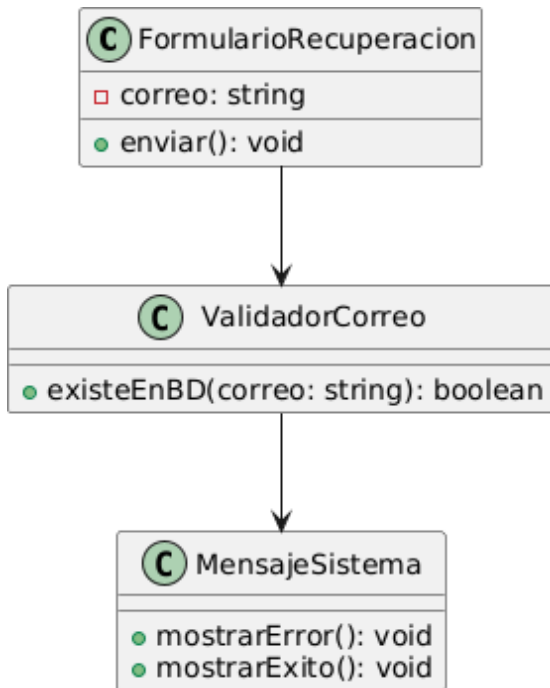 C FormularioRecuperacion
correo: string
enviar(): void
C ValidadorCorreo
existeEnBD(correo: string): boolean
C MensajeSistema
mostrarError(): void
mostrarExito(): void